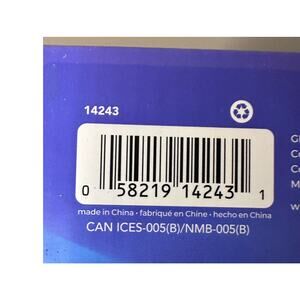 14243
0 58219 14243 1
made in China • fabriqué en Chine • hecho en China
CAN ICES-005(B)/NMB-005(B)